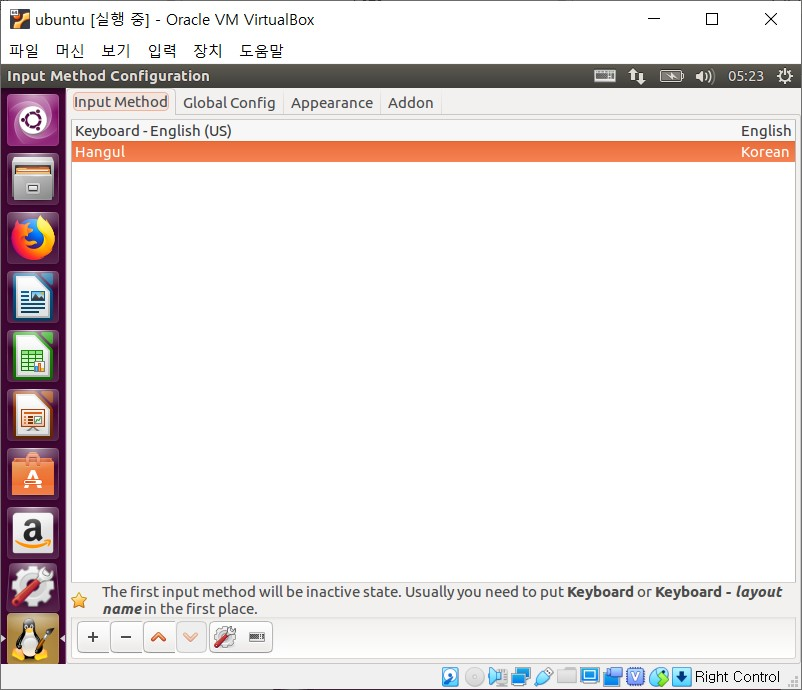 ubuntu [실행 중] - Oracle VM VirtualBox
파일 머신 보기 입력 장치 도움말
Input Method Configuration 05:23
Input Method Global Config Appearance Addon
Keyboard - English (US) English
Hangul Korean
The first input method will be inactive state. Usually you need to put Keyboard or Keyboard - layout
name in the first place.
Right Control